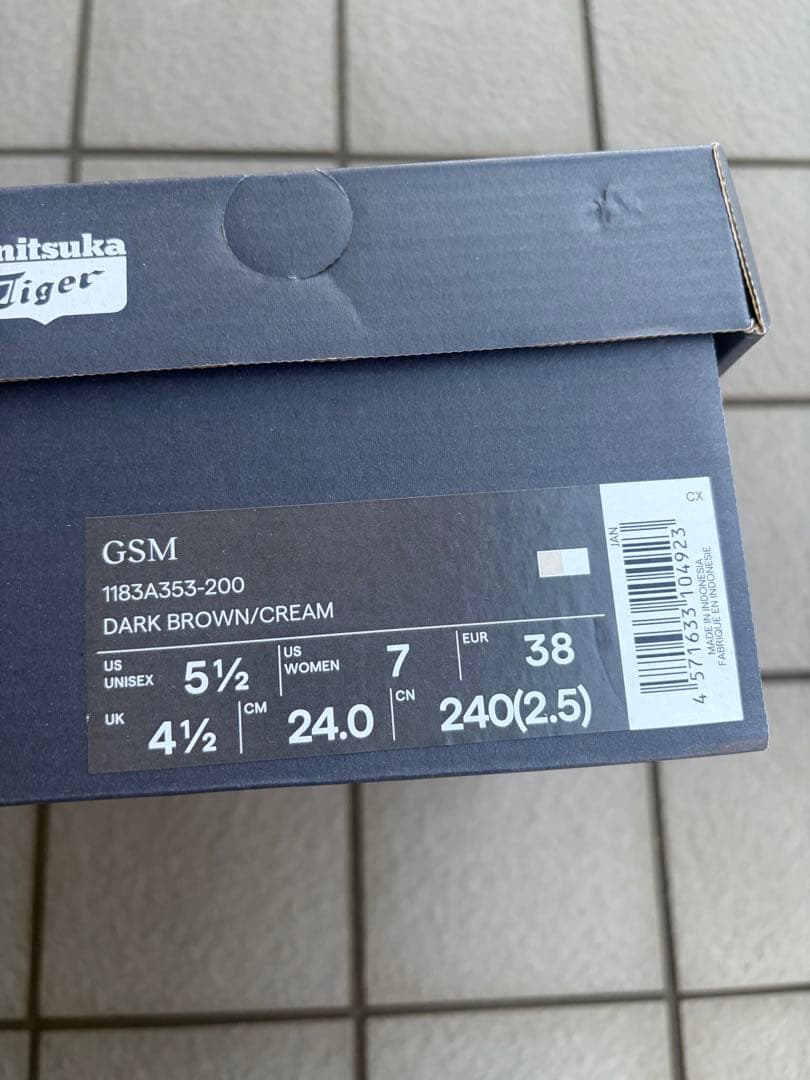 nitsuka
Tiger
GSM
1183A353-200
DARK BROWN/CREAM
US UNISEX 5½ US WOMEN 7 EUR 38
UK 4½ CM 24.0 CN 240(2.5)
CX
JAN
4 571633 104923
MADE IN INDONESIA
FABRIQUE EN INDONESIE